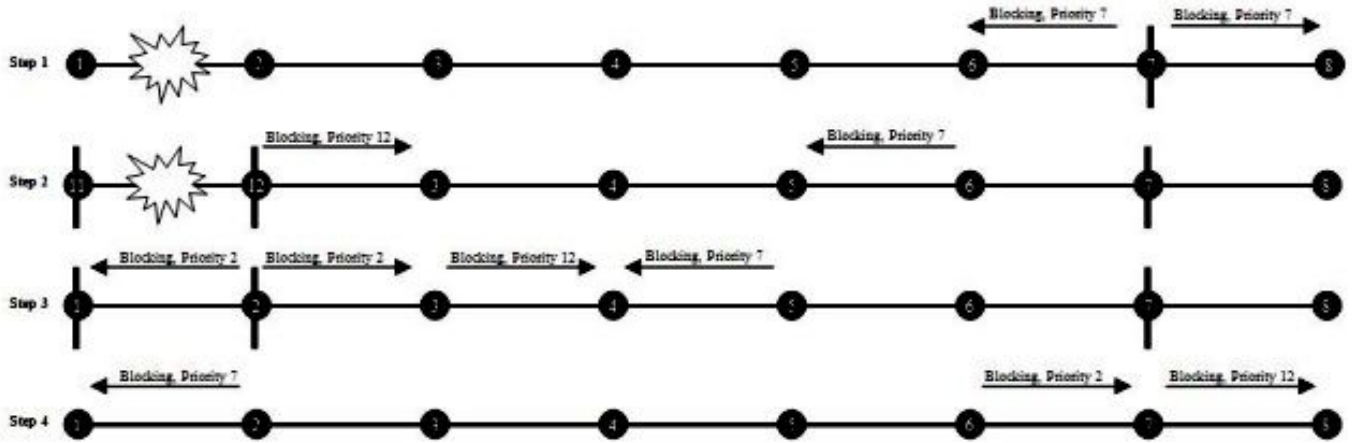 Blocking, Priority 7 Blocking, Priority 7
Step 1 1 2 3 4 5 6 7 8
Blocking, Priority 12 Blocking, Priority 7
Step 2 11 12 3 4 5 6 7 8
Blocking, Priority 2 Blocking, Priority 2 Blocking, Priority 12 Blocking, Priority 7
Step 3 1 2 3 4 5 6 7 8
Blocking, Priority 7 Blocking, Priority 2 Blocking, Priority 12
Step 4 1 2 3 4 5 6 7 8